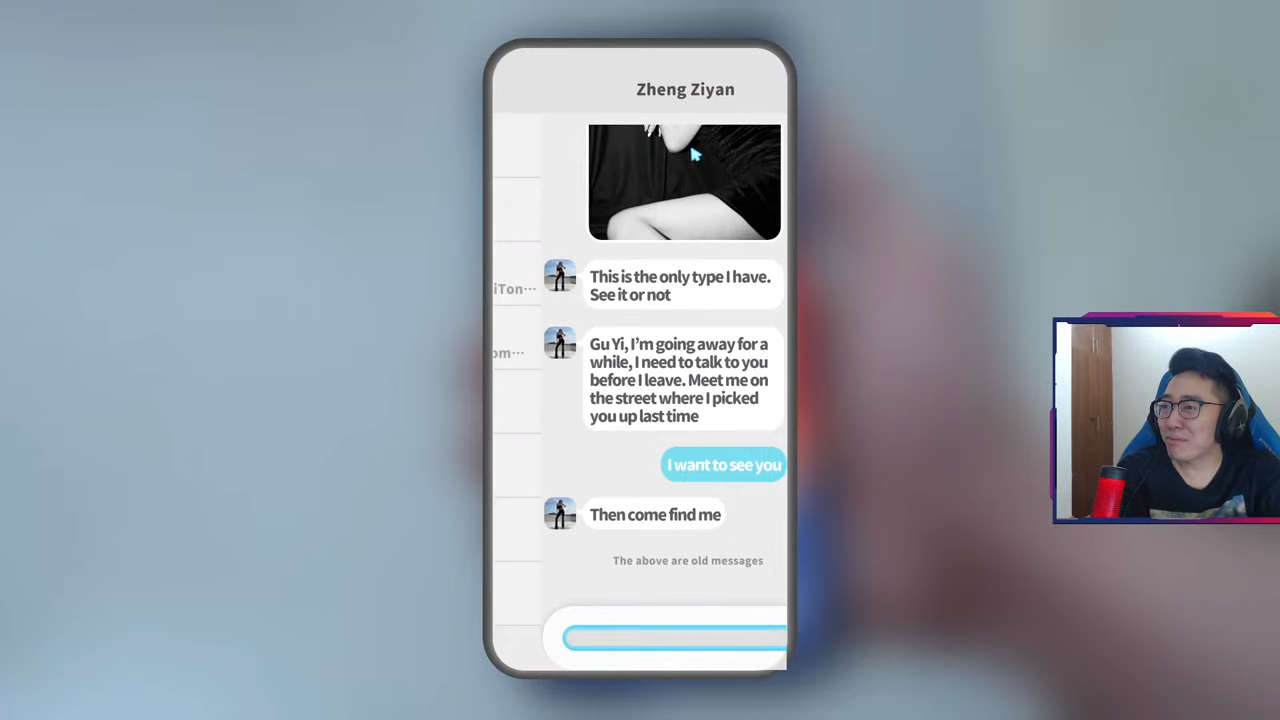 Zheng Ziyan
This is the only type I have.
See it or not
iTon···
Gu Yi, I'm going away for a
while, I need to talk to you
before I leave. Meet me on
the street where I picked
you up last time
om···
I want to see you
Then come find me
The above are old messages